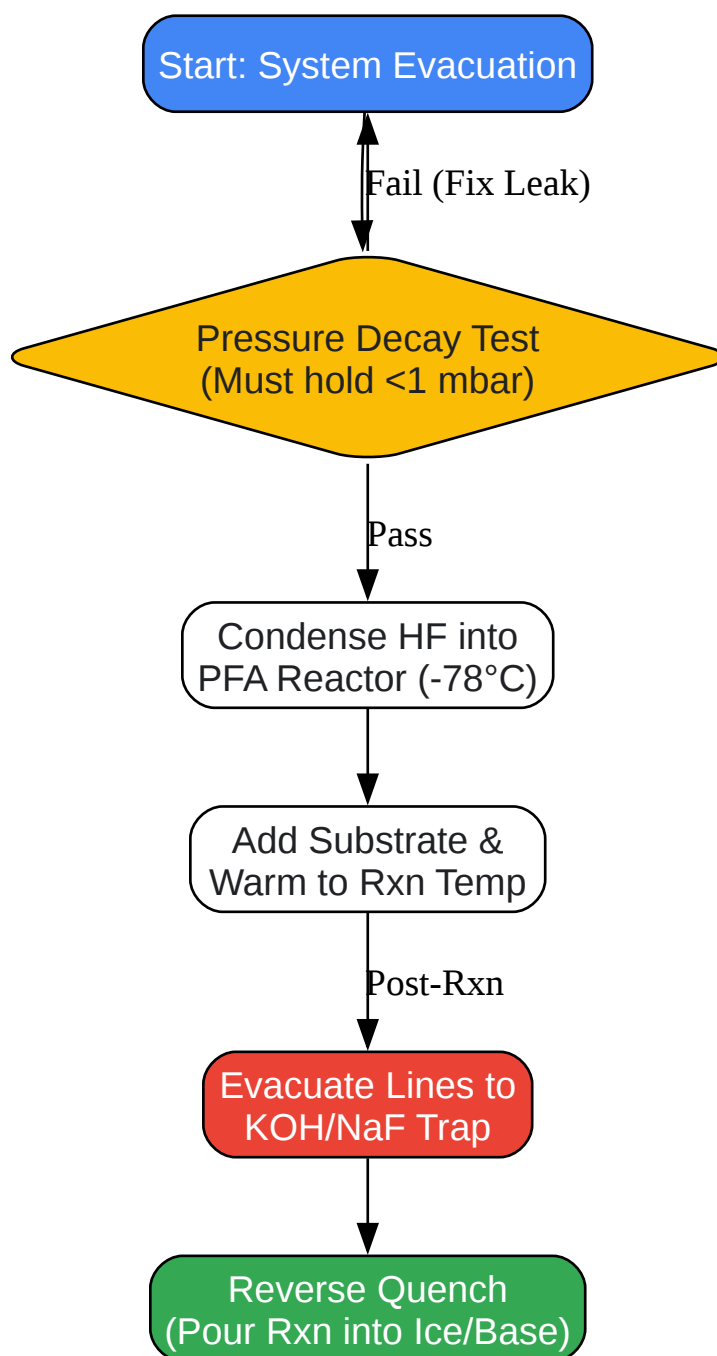 Start: System Evacuation
Fail (Fix Leak)
Pressure Decay Test
(Must hold <1 mbar)
Pass
Condense HF into
PFA Reactor (-78°C)
Add Substrate &
Warm to Rxn Temp
Post-Rxn
Evacuate Lines to
KOH/NaF Trap
Reverse Quench
(Pour Rxn into Ice/Base)